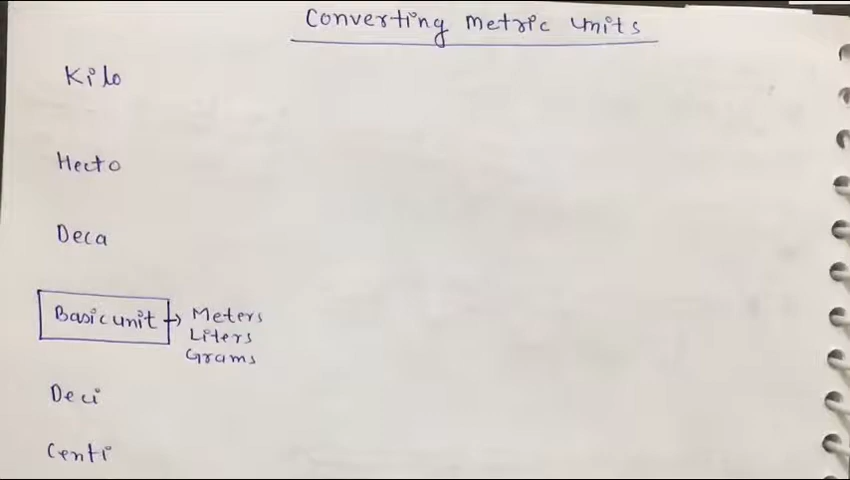 Converting Metric Units
Kilo
Hecto
Deca
Basic unit → Meters
Liters
Grams
Deci
Centi